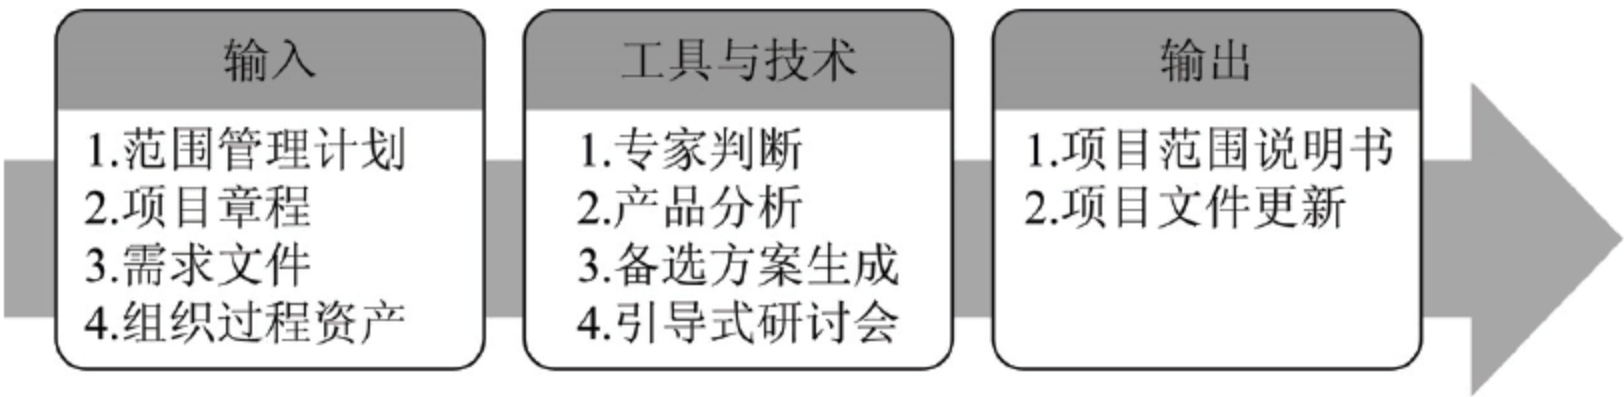 输入
1.范围管理计划
2.项目章程
3.需求文件
4.组织过程资产
工具与技术
1.专家判断
2.产品分析
3.备选方案生成
4.引导式研讨会
输出
1.项目范围说明书
2.项目文件更新